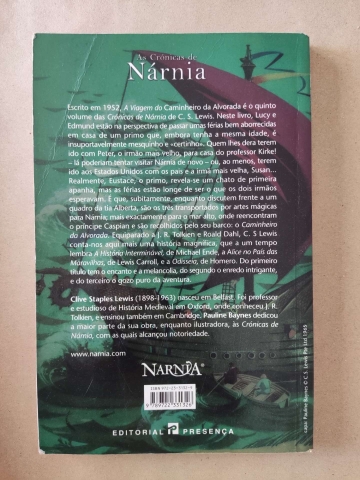 As Crónicas de
Nárnia
Escrito em 1952, A Viagem do Caminheiro da Alvorada é o quinto
volume das Crónicas de Nárnia de C. S. Lewis. Neste livro, Lucy e
Edmund estão na perspectiva de passar umas férias bem aborrecidas
em casa de um primo que, embora tenha a mesma idade, é
insuportavelmente mesquinho e «certinho». Quem lhes dera terem
ido com Peter, o irmão mais velho, para casa do professor Kirke!
– lá poderiam tentar visitar Nárnia de novo – ou, ao menos, terem
ido aos Estados Unidos com os pais e a irmã mais velha, Susan...
Realmente, Eustace, o primo, revela-se um chato de primeira
apanha, mas as férias estão longe de ser o que os dois irmãos
esperavam. É que, subitamente, enquanto discutem frente a um
quadro da tia Alberta, são os três transportados por artes mágicas
para Nárnia; mais exactamente para o mar alto, onde reencontram
o príncipe Caspian e são recolhidos pelo seu barco: o Caminheiro
da Alvorada. Equiparado a J. R. Tolkien e Roald Dahl, C. S Lewis
conta-nos aqui mais uma história magnífica, que a um tempo
lembra A História Interminável, de Michael Ende, A Alice no País das
Maravilhas, de Lewis Carroll, e a Odisseia, de Homero. Do primeiro
título tem o encanto e a melancolia, do segundo o enredo intrigante,
e do terceiro o gozo puro da aventura.
Clive Staples Lewis (1898-1963) nasceu em Belfast. Foi professor
e estudioso de História Medieval em Oxford, onde conheceu J. R.
Tolkien, e ensinou também em Cambridge. Pauline Baynes dedicou
a maior parte da sua obra, enquanto ilustradora, às Crónicas de
Nárnia, com as quais alcançou notoriedade.
www.narnia.com
NARNIA®
9 789722 331326
EDITORIAL PRESENÇA